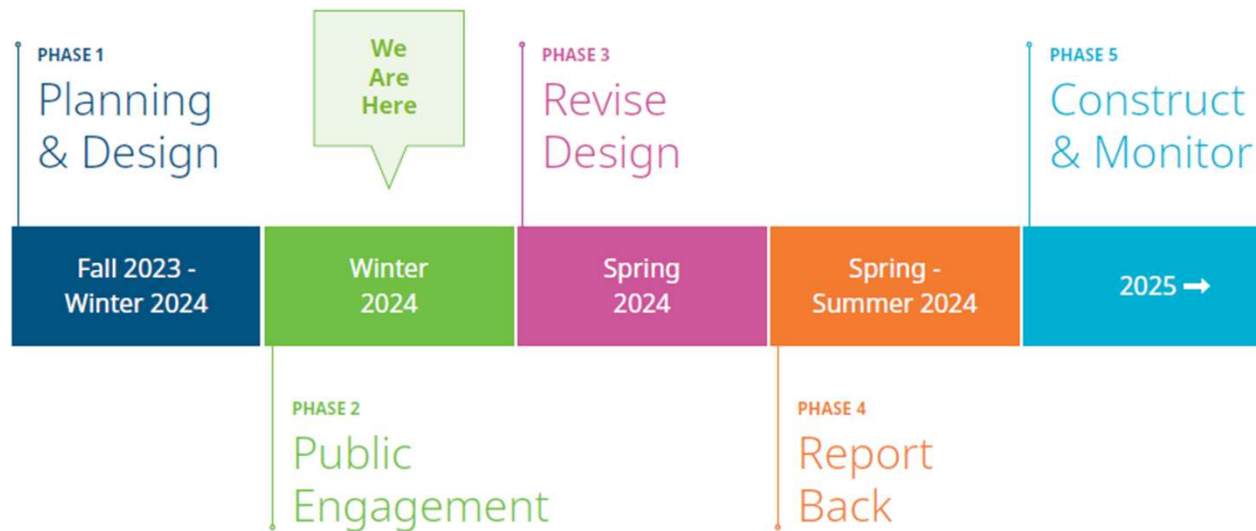 PHASE 1
Planning
& Design
We
Are
Here
PHASE 3
Revise
Design
PHASE 5
Construct
& Monitor
Fall 2023 -
Winter 2024
Winter
2024
Spring
2024
Spring -
Summer 2024
2025 ➞
PHASE 2
Public
Engagement
PHASE 4
Report
Back